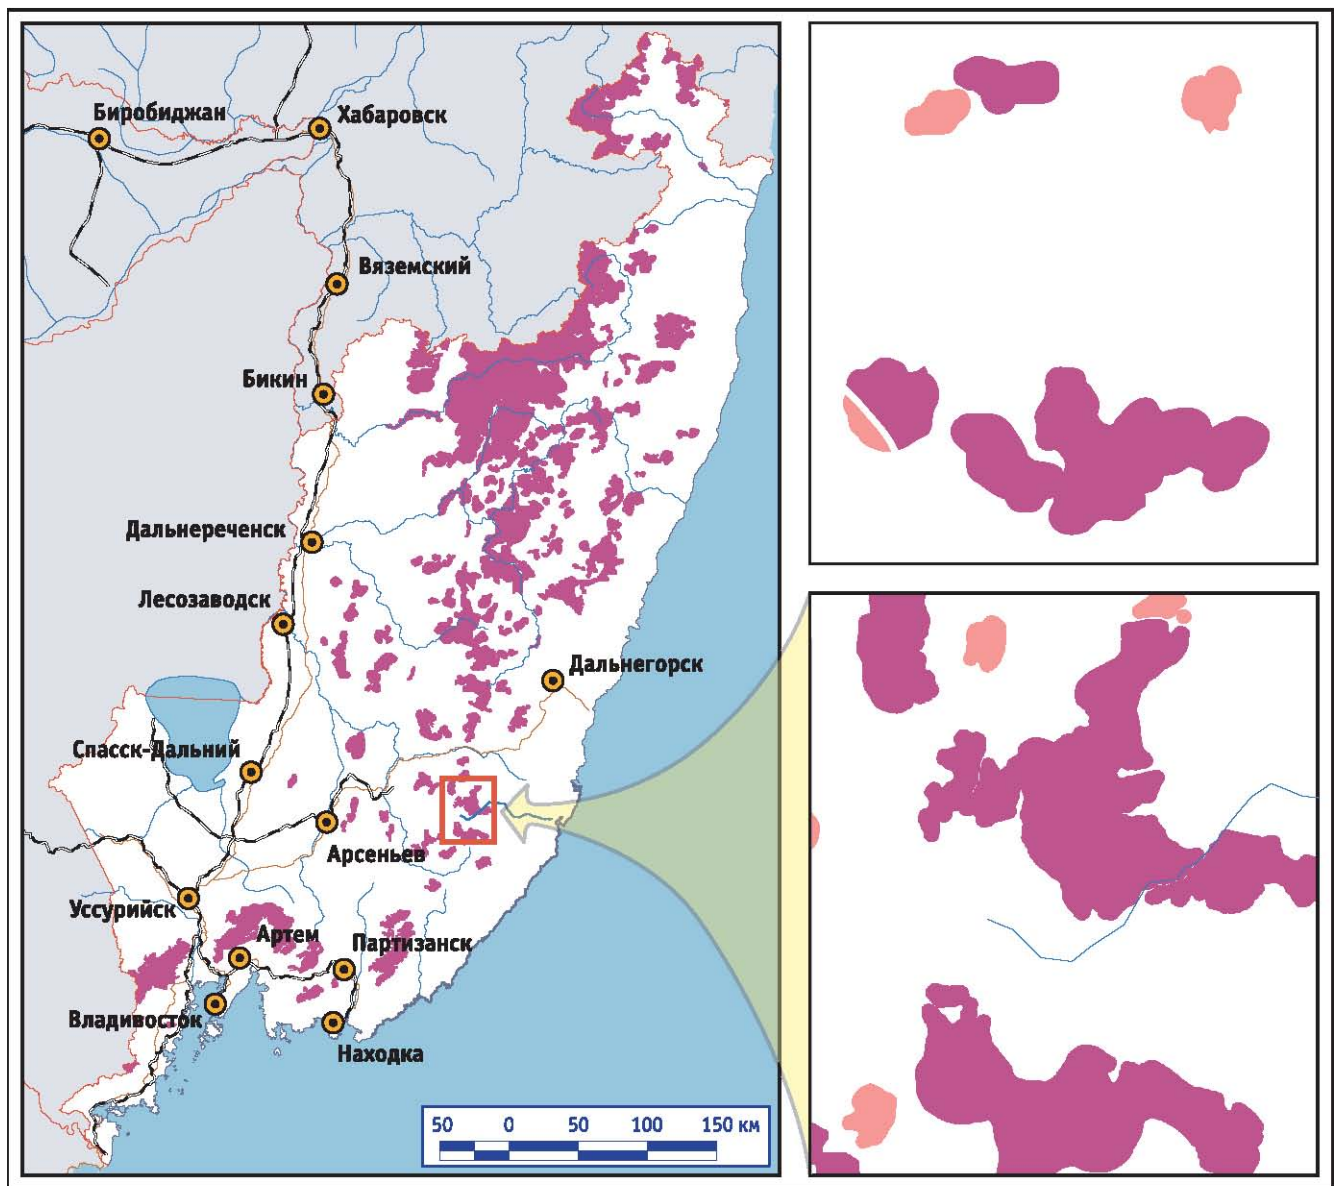 Биробиджан
Хабаровск
Вяземский
Бикин
Дальнереченск
Лесозаводск
Дальнегорск
Спасск-Дальний
Арсеньев
Уссурийск
Артем
Партизанск
Владивосток
Находка
50 0 50 100 150 км